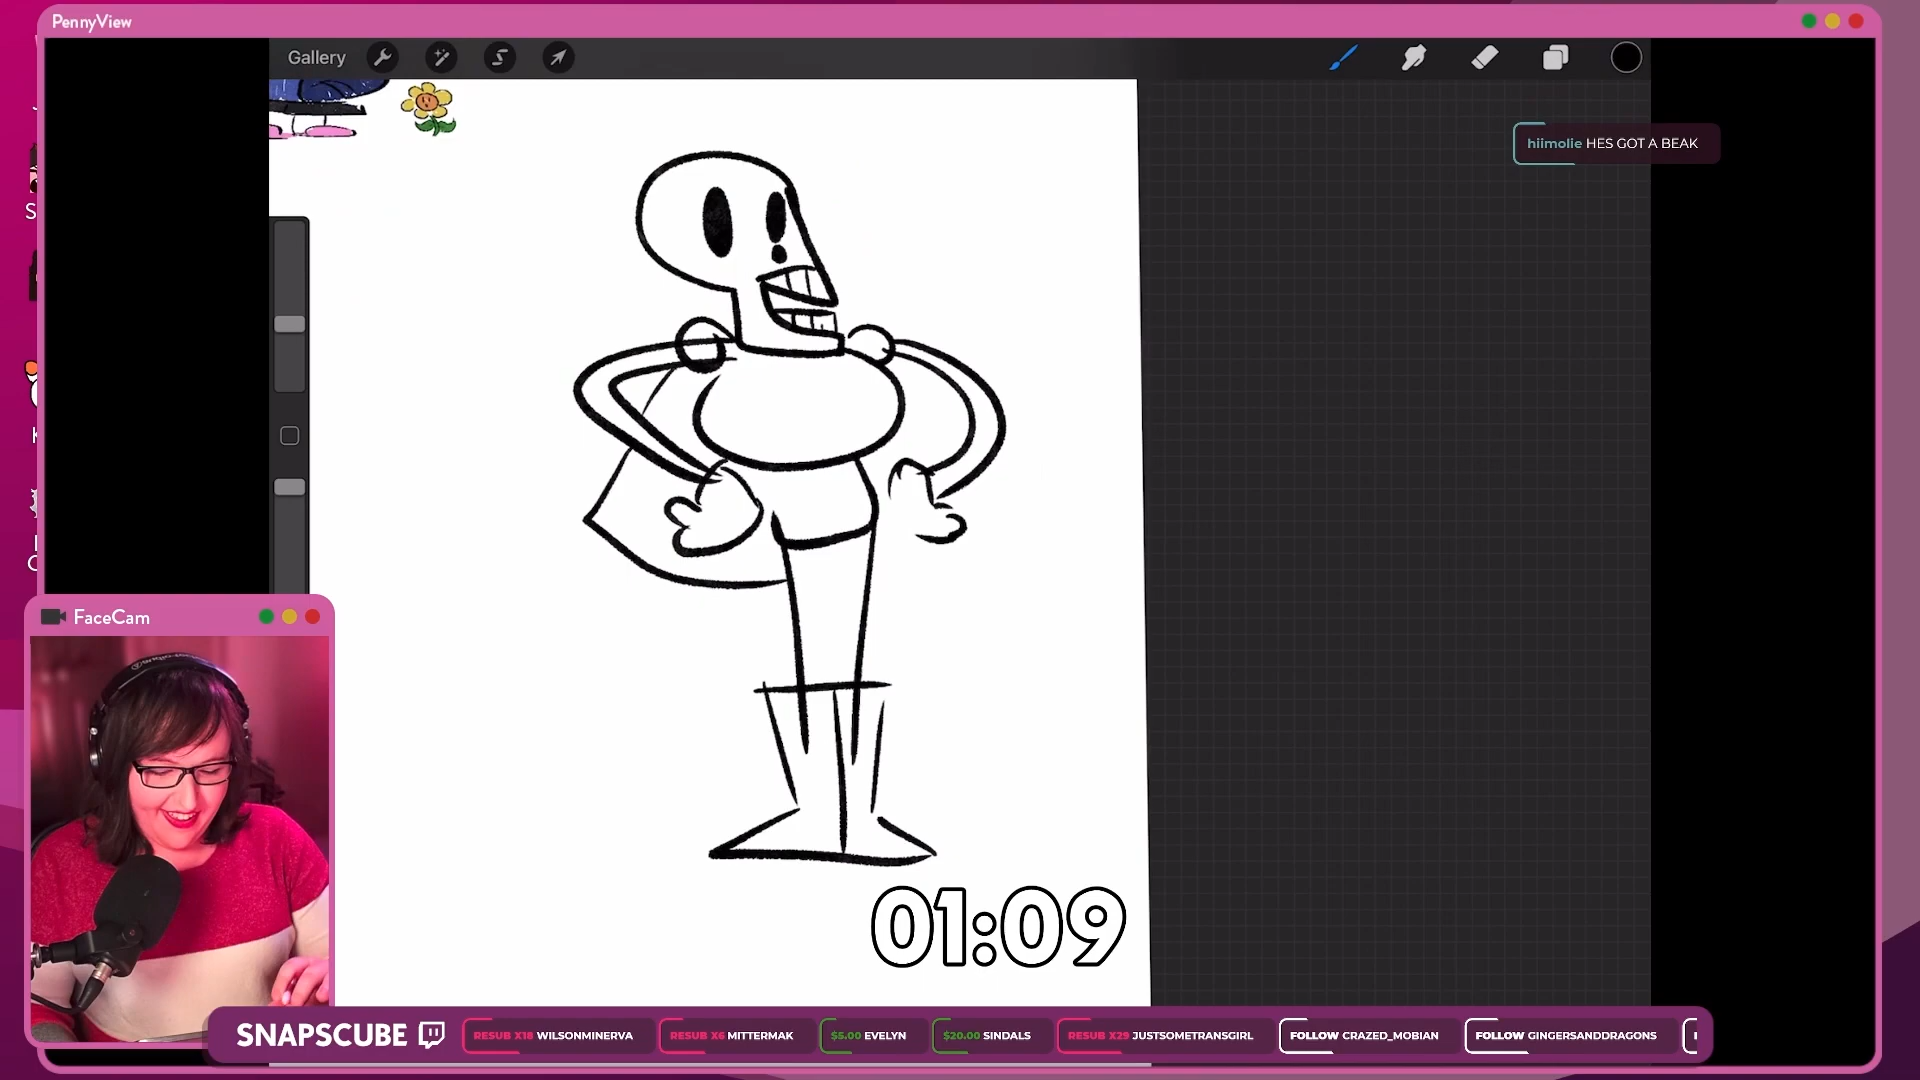 PennyView
Gallery
hiimolie HES GOT A BEAK
S
K
FaceCam
01:09
SNAPSCUBE
RESUB X18 WILSONMINERVA
RESUB X6 MITTERMAK
$5.00 EVELYN
$20.00 SINDALS
RESUB X29 JUSTSOMETRANSGIRL
FOLLOW CRAZED_MOBIAN
FOLLOW GINGERSANDDRAGONS